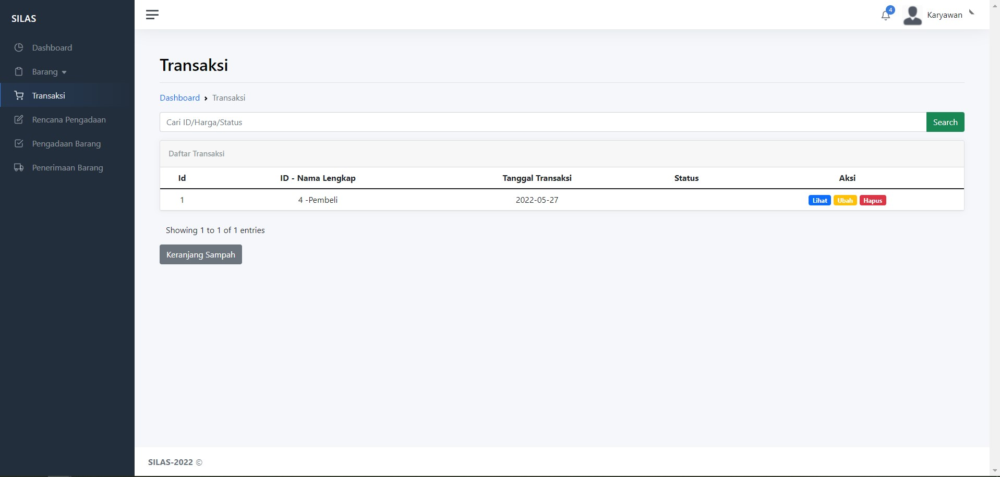 SILAS
Dashboard
Barang
Transaksi
Rencana Pengadaan
Pengadaan Barang
Penerimaan Barang
4
Karyawan
Transaksi
Dashboard › Transaksi
Cari ID/Harga/Status Search
Daftar Transaksi
Id ID - Nama Lengkap Tanggal Transaksi Status Aksi
1 4 -Pembeli 2022-05-27 Lihat Ubah Hapus
Showing 1 to 1 of 1 entries
Keranjang Sampah
SILAS-2022 ©